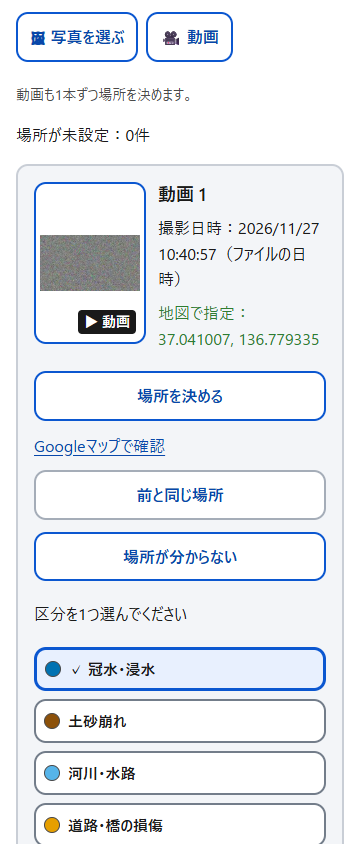 写真を選ぶ
動画
動画も1本ずつ場所を決めます。
場所が未設定：0件
動画 1
撮影日時：2026/11/27
10:40:57（ファイルの日
時）
▶ 動画
地図で指定：
37.041007, 136.779335
場所を決める
Googleマップで確認
前と同じ場所
場所が分からない
区分を1つ選んでください
✓ 冠水・浸水
土砂崩れ
河川・水路
道路・橋の損傷